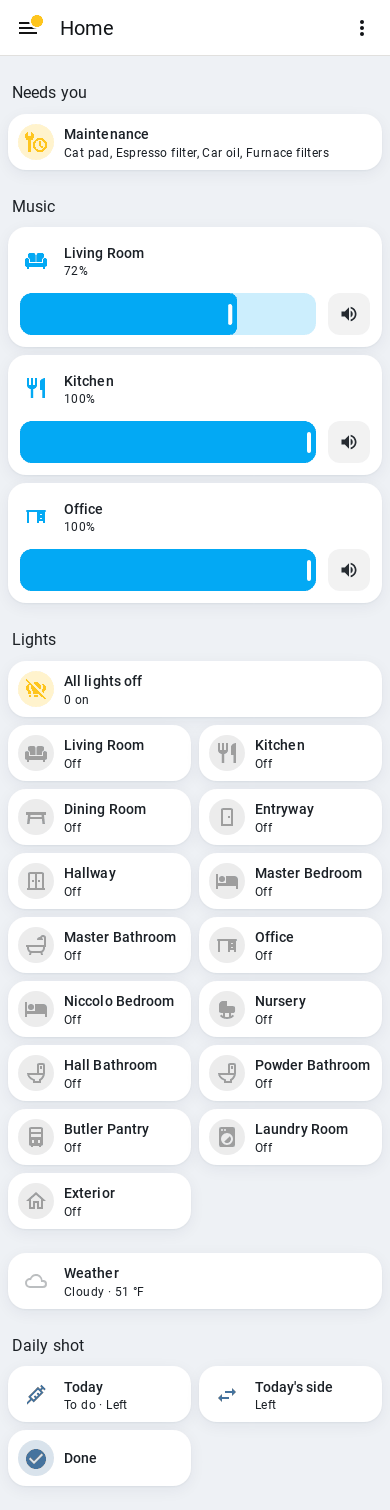 Home
Needs you
Maintenance
Cat pad, Espresso filter, Car oil, Furnace filters
Music
Living Room
72%
Kitchen
100%
Office
100%
Lights
All lights off
0 on
Living Room
Off
Kitchen
Off
Dining Room
Off
Entryway
Off
Hallway
Off
Master Bedroom
Off
Master Bathroom
Off
Office
Off
Niccolo Bedroom
Off
Nursery
Off
Hall Bathroom
Off
Powder Bathroom
Off
Butler Pantry
Off
Laundry Room
Off
Exterior
Off
Weather
Cloudy · 51 °F
Daily shot
Today
To do · Left
Today's side
Left
Done